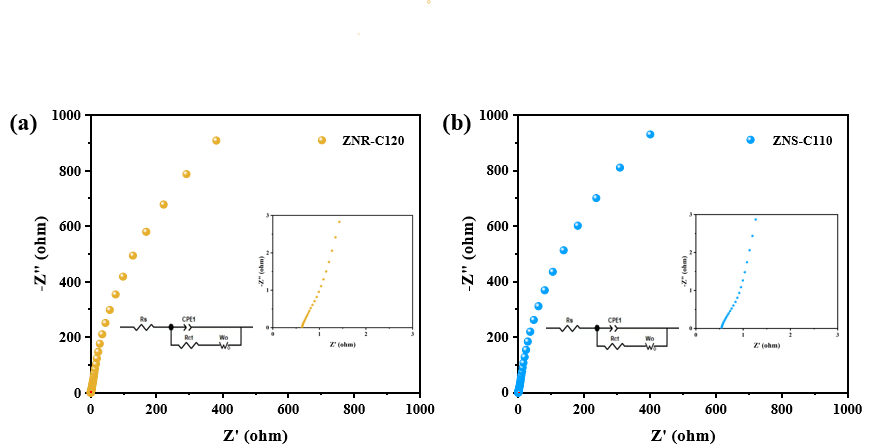 (a)
1000
800
600
400
200
0
-Z'' (ohm)
0 200 400 600 800 1000
Z' (ohm)
ZNR-C120
3
2
1
0
-Z'' (ohm)
0 1 2 3
Z' (ohm)
Rs CPE1
Rct Wo
(b)
1000
800
600
400
200
0
-Z'' (ohm)
0 200 400 600 800 1000
Z' (ohm)
ZNS-C110
3
2
1
0
-Z'' (ohm)
0 1 2 3
Z' (ohm)
Rs CPE1
Rct Wo